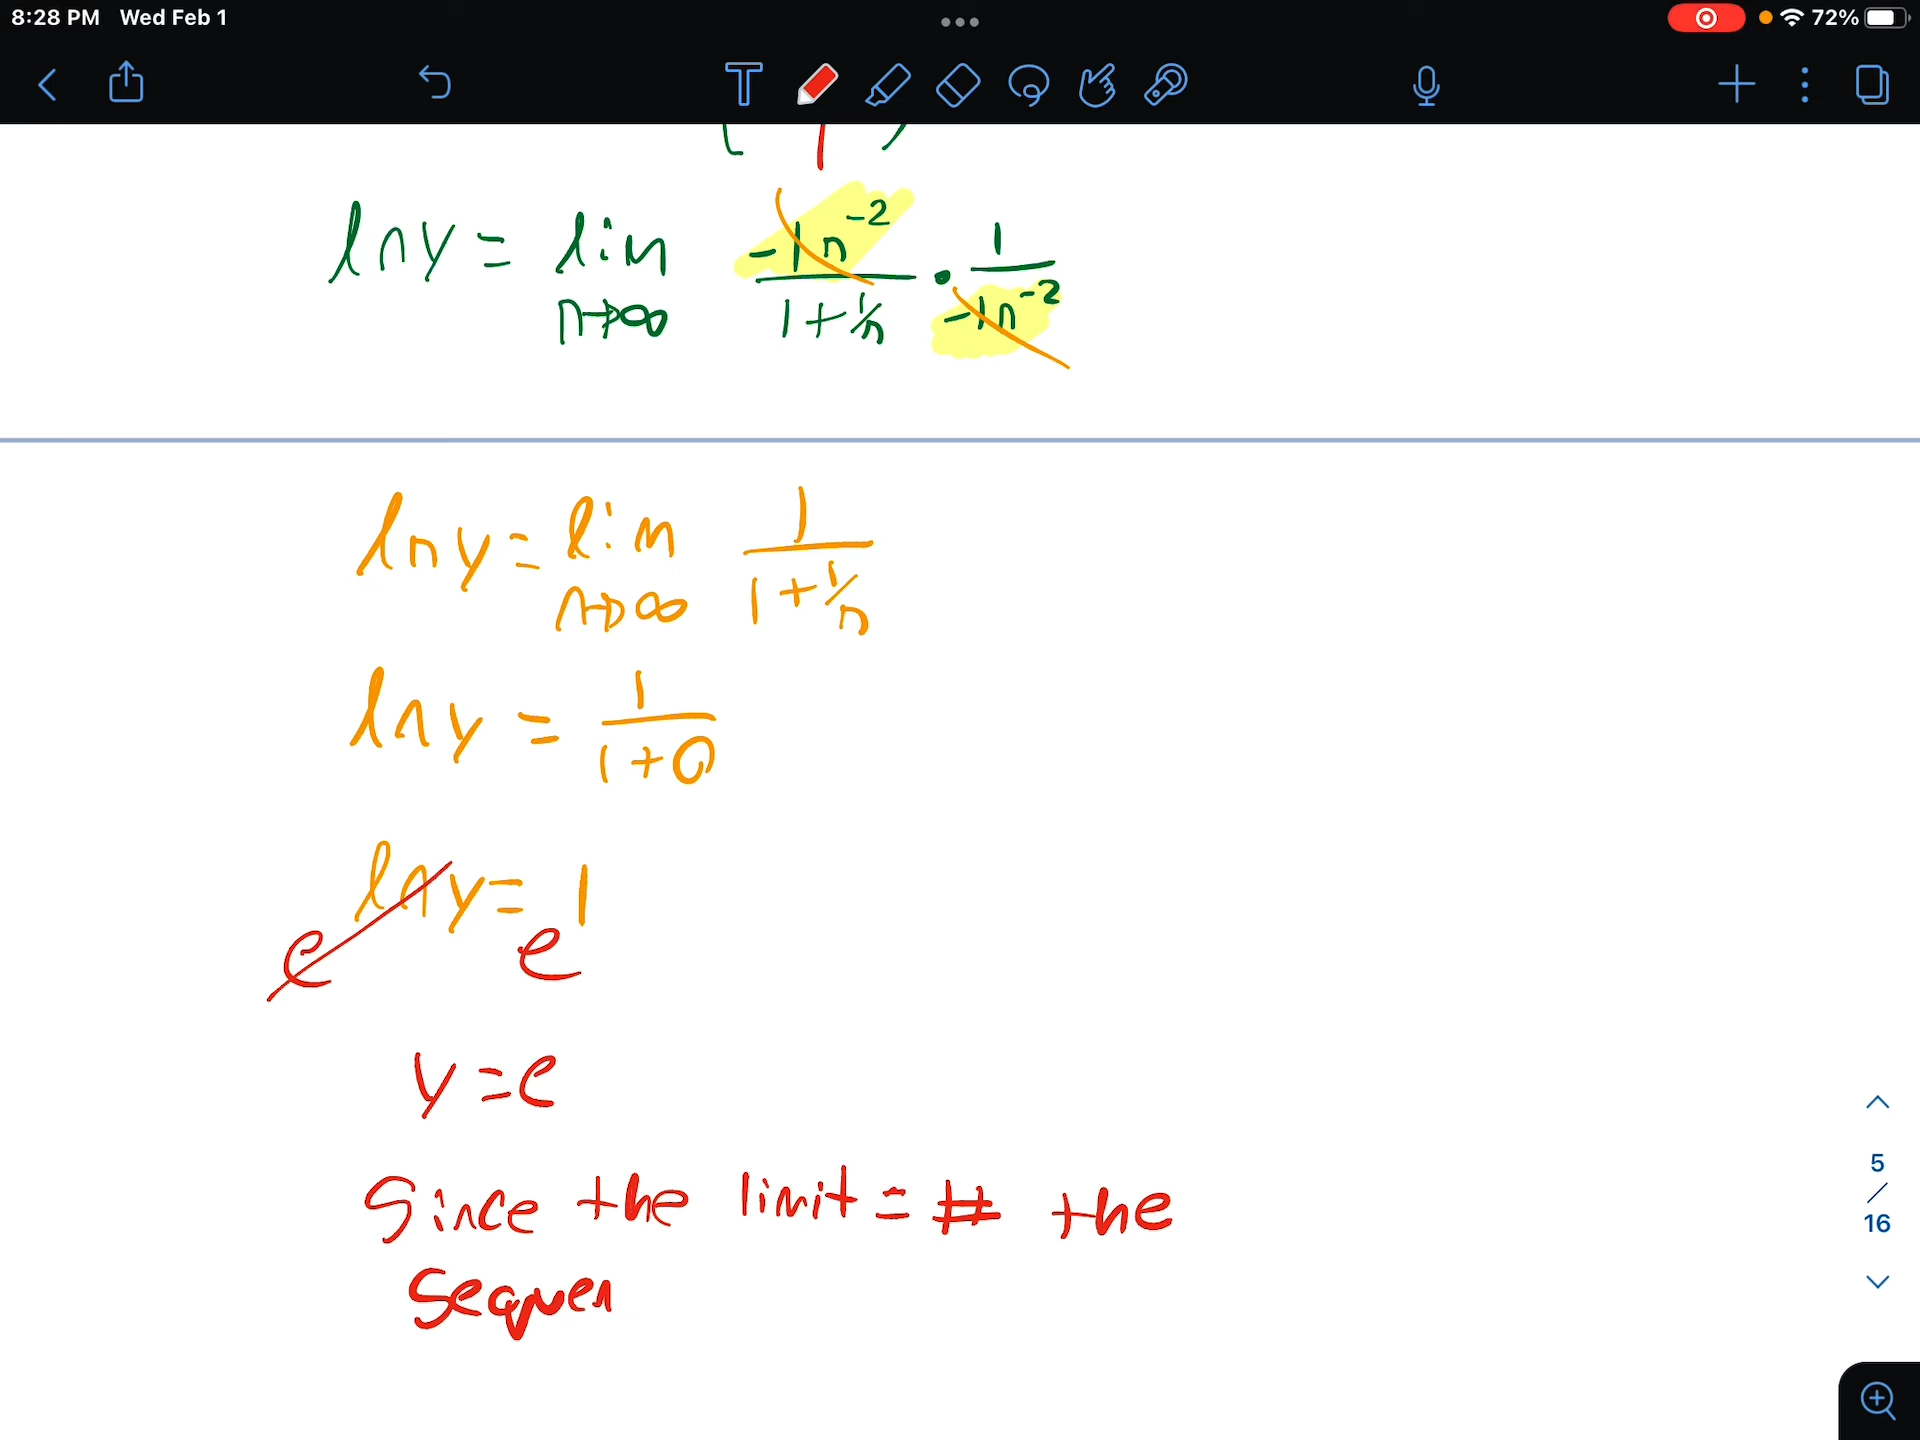 8:28 PM Wed Feb 1
72%
ln y = lim n→∞ -1n^-2 / (1 + 1/n) • 1 / -1n^-2
ln y = lim n→∞ 1 / (1 + 1/n)
ln y = 1 / (1+0)
e^ln y = e^1
y = e
Since the limit = # the
sequen
5
/
16